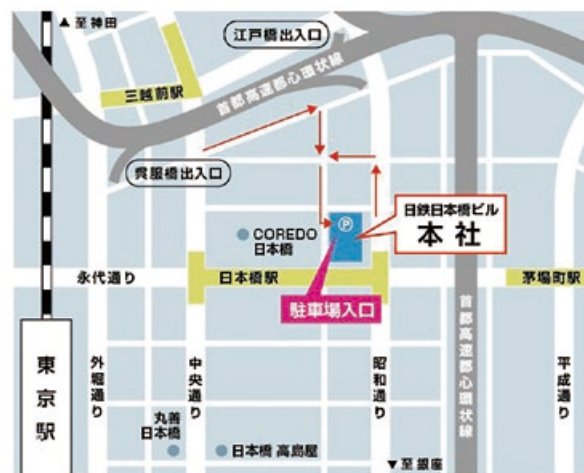 ▲至神田
江戸橋出入口
三越前駅
首都高速都心環状線
呉服橋出入口
P
日鉄日本橋ビル
本社
COREDO
日本橋
永代通り
日本橋駅
茅場町駅
駐車場入口
東京駅
外堀通り
中央通り
昭和通り
首都高速都心環状線
平成通り
丸善
日本橋
日本橋 高島屋
▼至銀座